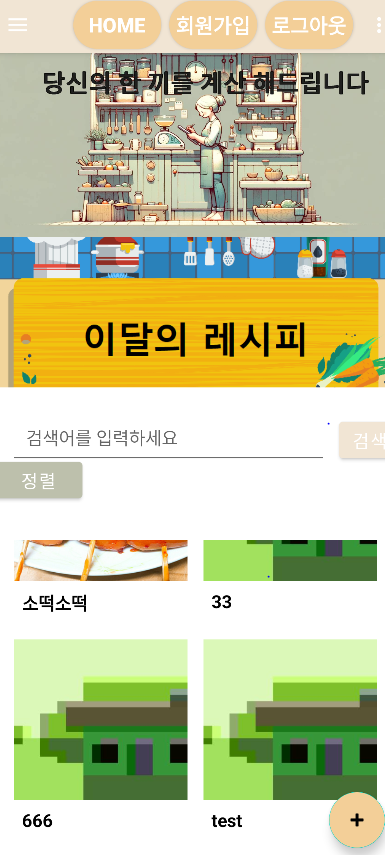 HOME 회원가입 로그아웃
당신의 한 끼를 계산 해드립니다
이달의 레시피
검색어를 입력하세요 검색
정렬
소떡소떡 33
666 test
+